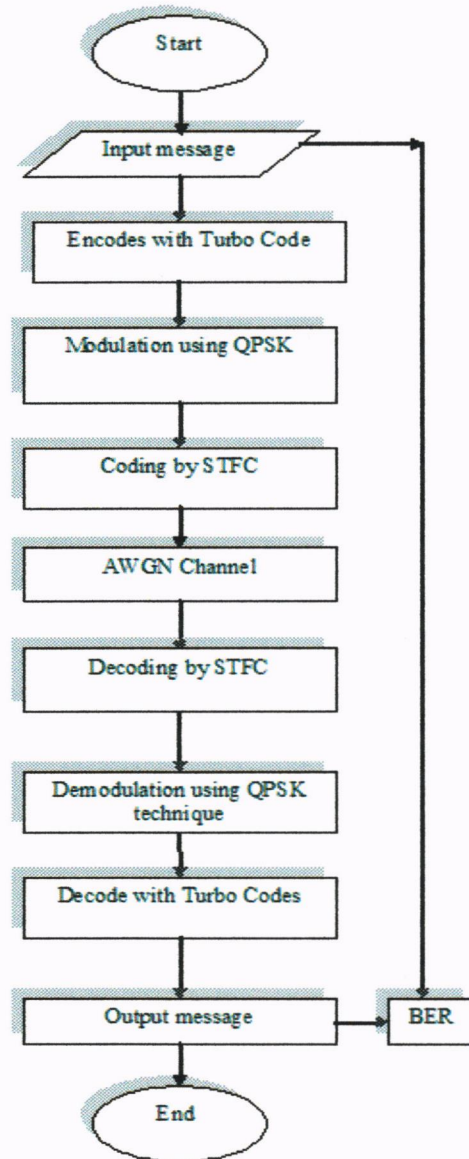 Start
Input message
Encodes with Turbo Code
Modulation using QPSK
Coding by STFC
AWGN Channel
Decoding by STFC
Demodulation using QPSK
technique
Decode with Turbo Codes
Output message
BER
End